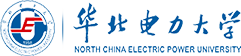 华北电力大学
NORTH CHINA ELECTRIC POWER UNIVERSITY